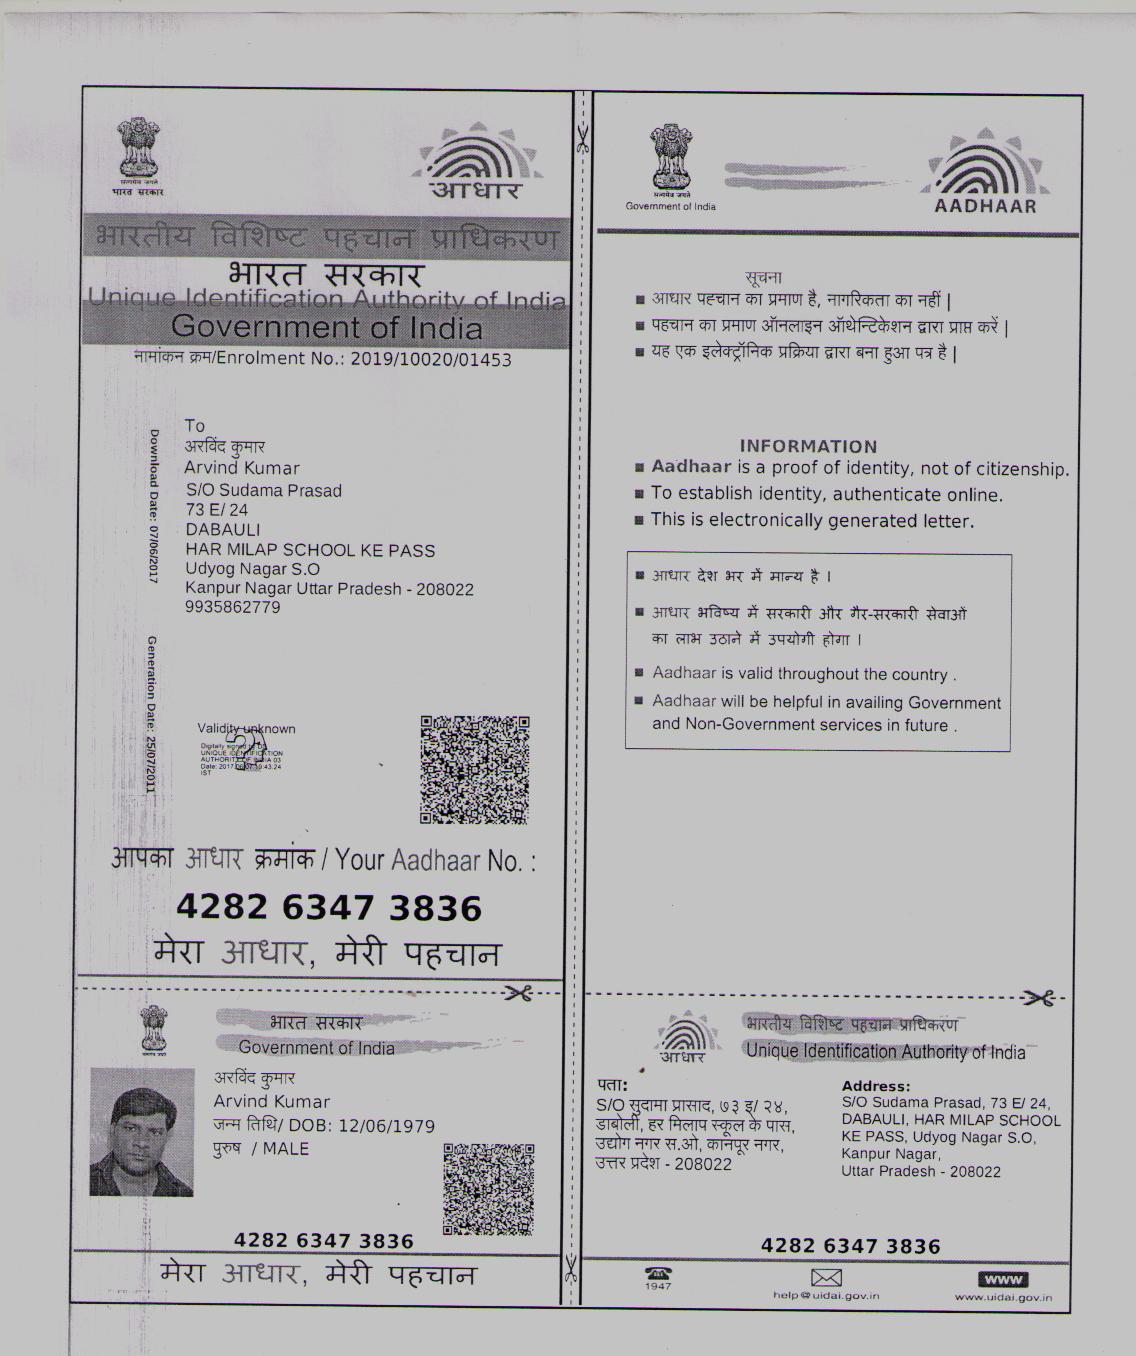 सत्यमेव जयते
भारत सरकार
आधार
भारतीय विशिष्ट पहचान प्राधिकरण
भारत सरकार
Unique Identification Authority of India
Government of India
नामांकन क्रम/Enrolment No.: 2019/10020/01453
To
अरविंद कुमार
Arvind Kumar
S/O Sudama Prasad
73 E/ 24
DABAULI
HAR MILAP SCHOOL KE PASS
Udyog Nagar S.O
Kanpur Nagar Uttar Pradesh - 208022
9935862779
Download Date: 07/06/2017
Generation Date: 25/07/2011
Validity unknown
Digitally signed by DS
UNIQUE IDENTIFICATION
AUTHORITY OF INDIA 03
IST
आपका आधार क्रमांक / Your Aadhaar No. :
4282 6347 3836
मेरा आधार, मेरी पहचान
सत्यमेव जयते
Government of India
AADHAAR
सूचना
आधार पहचान का प्रमाण है, नागरिकता का नहीं |
पहचान का प्रमाण ऑनलाइन ऑथेन्टिकेशन द्वारा प्राप्त करें |
यह एक इलेक्ट्रॉनिक प्रक्रिया द्वारा बना हुआ पत्र है |
INFORMATION
Aadhaar is a proof of identity, not of citizenship.
To establish identity, authenticate online.
This is electronically generated letter.
आधार देश भर में मान्य है ।
आधार भविष्य में सरकारी और गैर-सरकारी सेवाओं
का लाभ उठाने में उपयोगी होगा ।
Aadhaar is valid throughout the country .
Aadhaar will be helpful in availing Government
and Non-Government services in future .
भारत सरकार
Government of India
अरविंद कुमार
Arvind Kumar
जन्म तिथि/ DOB: 12/06/1979
पुरुष / MALE
4282 6347 3836
मेरा आधार, मेरी पहचान
आधार
भारतीय विशिष्ट पहचान प्राधिकरण
Unique Identification Authority of India
पता:
S/O सुदामा प्रासाद, ७३ इ/ २४,
डाबोली, हर मिलाप स्कूल के पास,
उद्योग नगर स.ओ, कानपूर नगर,
उत्तर प्रदेश - 208022
Address:
S/O Sudama Prasad, 73 E/ 24,
DABAULI, HAR MILAP SCHOOL
KE PASS, Udyog Nagar S.O,
Kanpur Nagar,
Uttar Pradesh - 208022
4282 6347 3836
1947
help@uidai.gov.in
www
www.uidai.gov.in